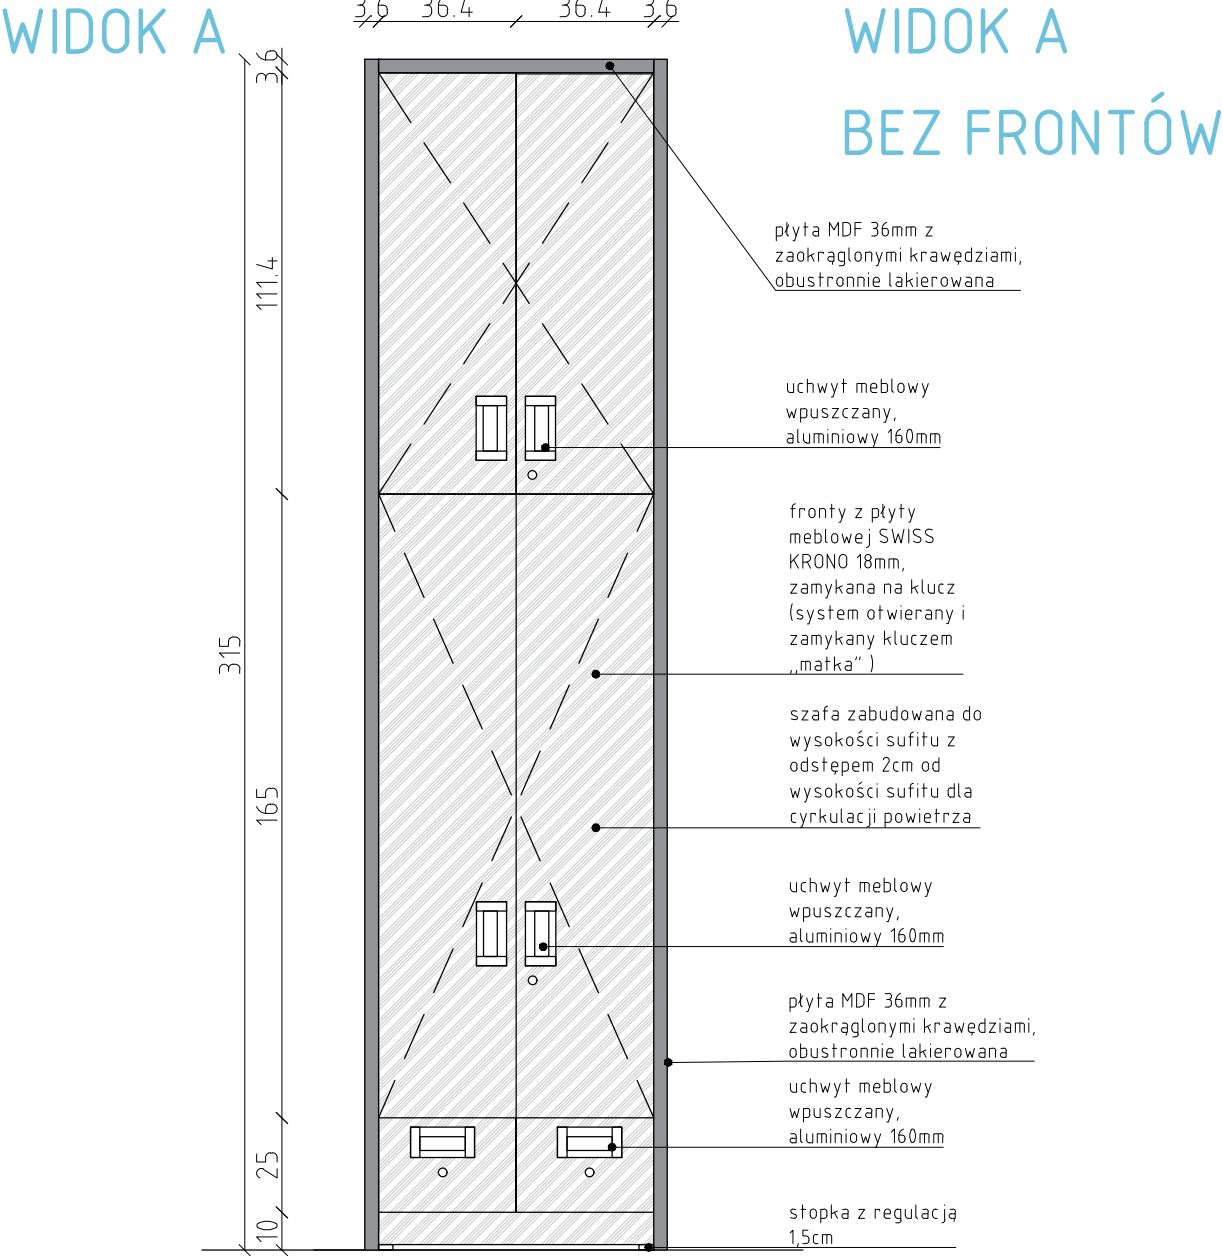 WIDOK A
WIDOK A
BEZ FRONTÓW
3.6 36.4 36.4 3.6
3.6
111.4
315
165
25
10
płyta MDF 36mm z
zaokrąglonymi krawędziami,
obustronnie lakierowana
uchwyt meblowy
wpuszczany,
aluminiowy 160mm
fronty z płyty
meblowej SWISS
KRONO 18mm,
zamykana na klucz
(system otwierany i
zamykany kluczem
„matka” )
szafa zabudowana do
wysokości sufitu z
odstępem 2cm od
wysokości sufitu dla
cyrkulacji powietrza
uchwyt meblowy
wpuszczany,
aluminiowy 160mm
płyta MDF 36mm z
zaokrąglonymi krawędziami,
obustronnie lakierowana
uchwyt meblowy
wpuszczany,
aluminiowy 160mm
stopka z regulacją
1,5cm